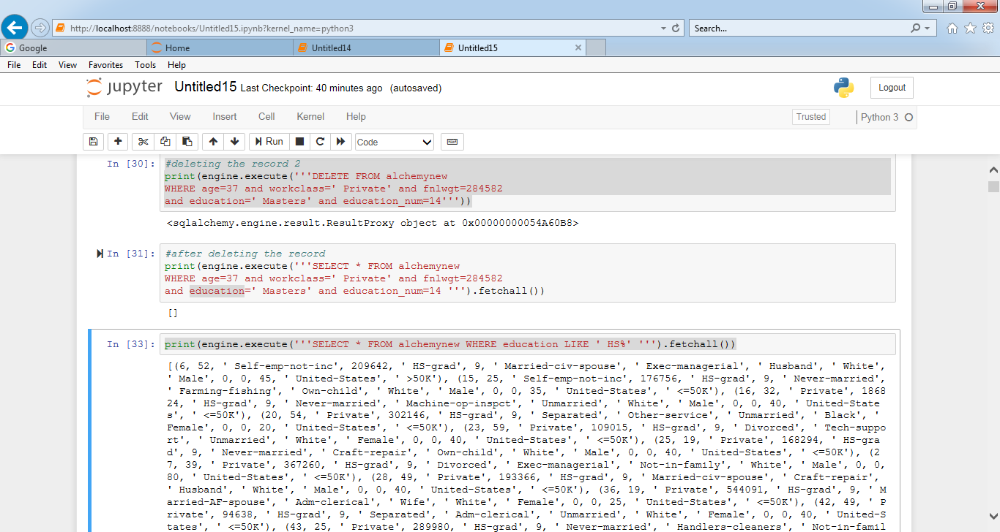 http://localhost:8888/notebooks/Untitled15.ipynb?kernel_name=python3
Search...
Google
Home
Untitled14
Untitled15
File Edit View Favorites Tools Help
jupyter Untitled15 Last Checkpoint: 40 minutes ago (autosaved)
Logout
File Edit View Insert Cell Kernel Help
Trusted
Python 3
Run
Code
In [30]: #deleting the record 2
print(engine.execute('''DELETE FROM alchemynew
WHERE age=37 and workclass=' Private' and fnlwgt=284582
and education=' Masters' and education_num=14'''))
<sqlalchemy.engine.result.ResultProxy object at 0x00000000054A60B8>
In [31]: #after deleting the record
print(engine.execute('''SELECT * FROM alchemynew
WHERE age=37 and workclass=' Private' and fnlwgt=284582
and education=' Masters' and education_num=14 ''').fetchall())
[]
In [33]: print(engine.execute('''SELECT * FROM alchemynew WHERE education LIKE ' HS%' ''').fetchall())
[(6, 52, ' Self-emp-not-inc', 209642, ' HS-grad', 9, ' Married-civ-spouse', ' Exec-managerial', ' Husband', ' White',
' Male', 0, 0, 45, ' United-States', ' >50K'), (15, 25, ' Self-emp-not-inc', 176756, ' HS-grad', 9, ' Never-married',
' Farming-fishing', ' Own-child', ' White', ' Male', 0, 0, 35, ' United-States', ' <=50K'), (16, 32, ' Private', 1868
24, ' HS-grad', 9, ' Never-married', ' Machine-op-inspct', ' Unmarried', ' White', ' Male', 0, 0, 40, ' United-State
s', ' <=50K'), (20, 54, ' Private', 302146, ' HS-grad', 9, ' Separated', ' Other-service', ' Unmarried', ' Black', '
Female', 0, 0, 20, ' United-States', ' <=50K'), (23, 59, ' Private', 109015, ' HS-grad', 9, ' Divorced', ' Tech-suppo
rt', ' Unmarried', ' White', ' Female', 0, 0, 40, ' United-States', ' <=50K'), (25, 19, ' Private', 168294, ' HS-gra
d', 9, ' Never-married', ' Craft-repair', ' Own-child', ' White', ' Male', 0, 0, 40, ' United-States', ' <=50K'), (2
7, 39, ' Private', 367260, ' HS-grad', 9, ' Divorced', ' Exec-managerial', ' Not-in-family', ' White', ' Male', 0, 0,
80, ' United-States', ' <=50K'), (28, 49, ' Private', 193366, ' HS-grad', 9, ' Married-civ-spouse', ' Craft-repair',
' Husband', ' White', ' Male', 0, 0, 40, ' United-States', ' <=50K'), (36, 19, ' Private', 544091, ' HS-grad', 9, ' M
arried-AF-spouse', ' Adm-clerical', ' Wife', ' White', ' Female', 0, 0, 25, ' United-States', ' <=50K'), (42, 49, ' P
rivate', 94638, ' HS-grad', 9, ' Separated', ' Adm-clerical', ' Unmarried', ' White', ' Female', 0, 0, 40, ' United-S
tates', ' <=50K'), (43, 25, ' Private', 289980, ' HS-grad', 9, ' Never-married', ' Handlers-cleaners', ' Not-in-famil